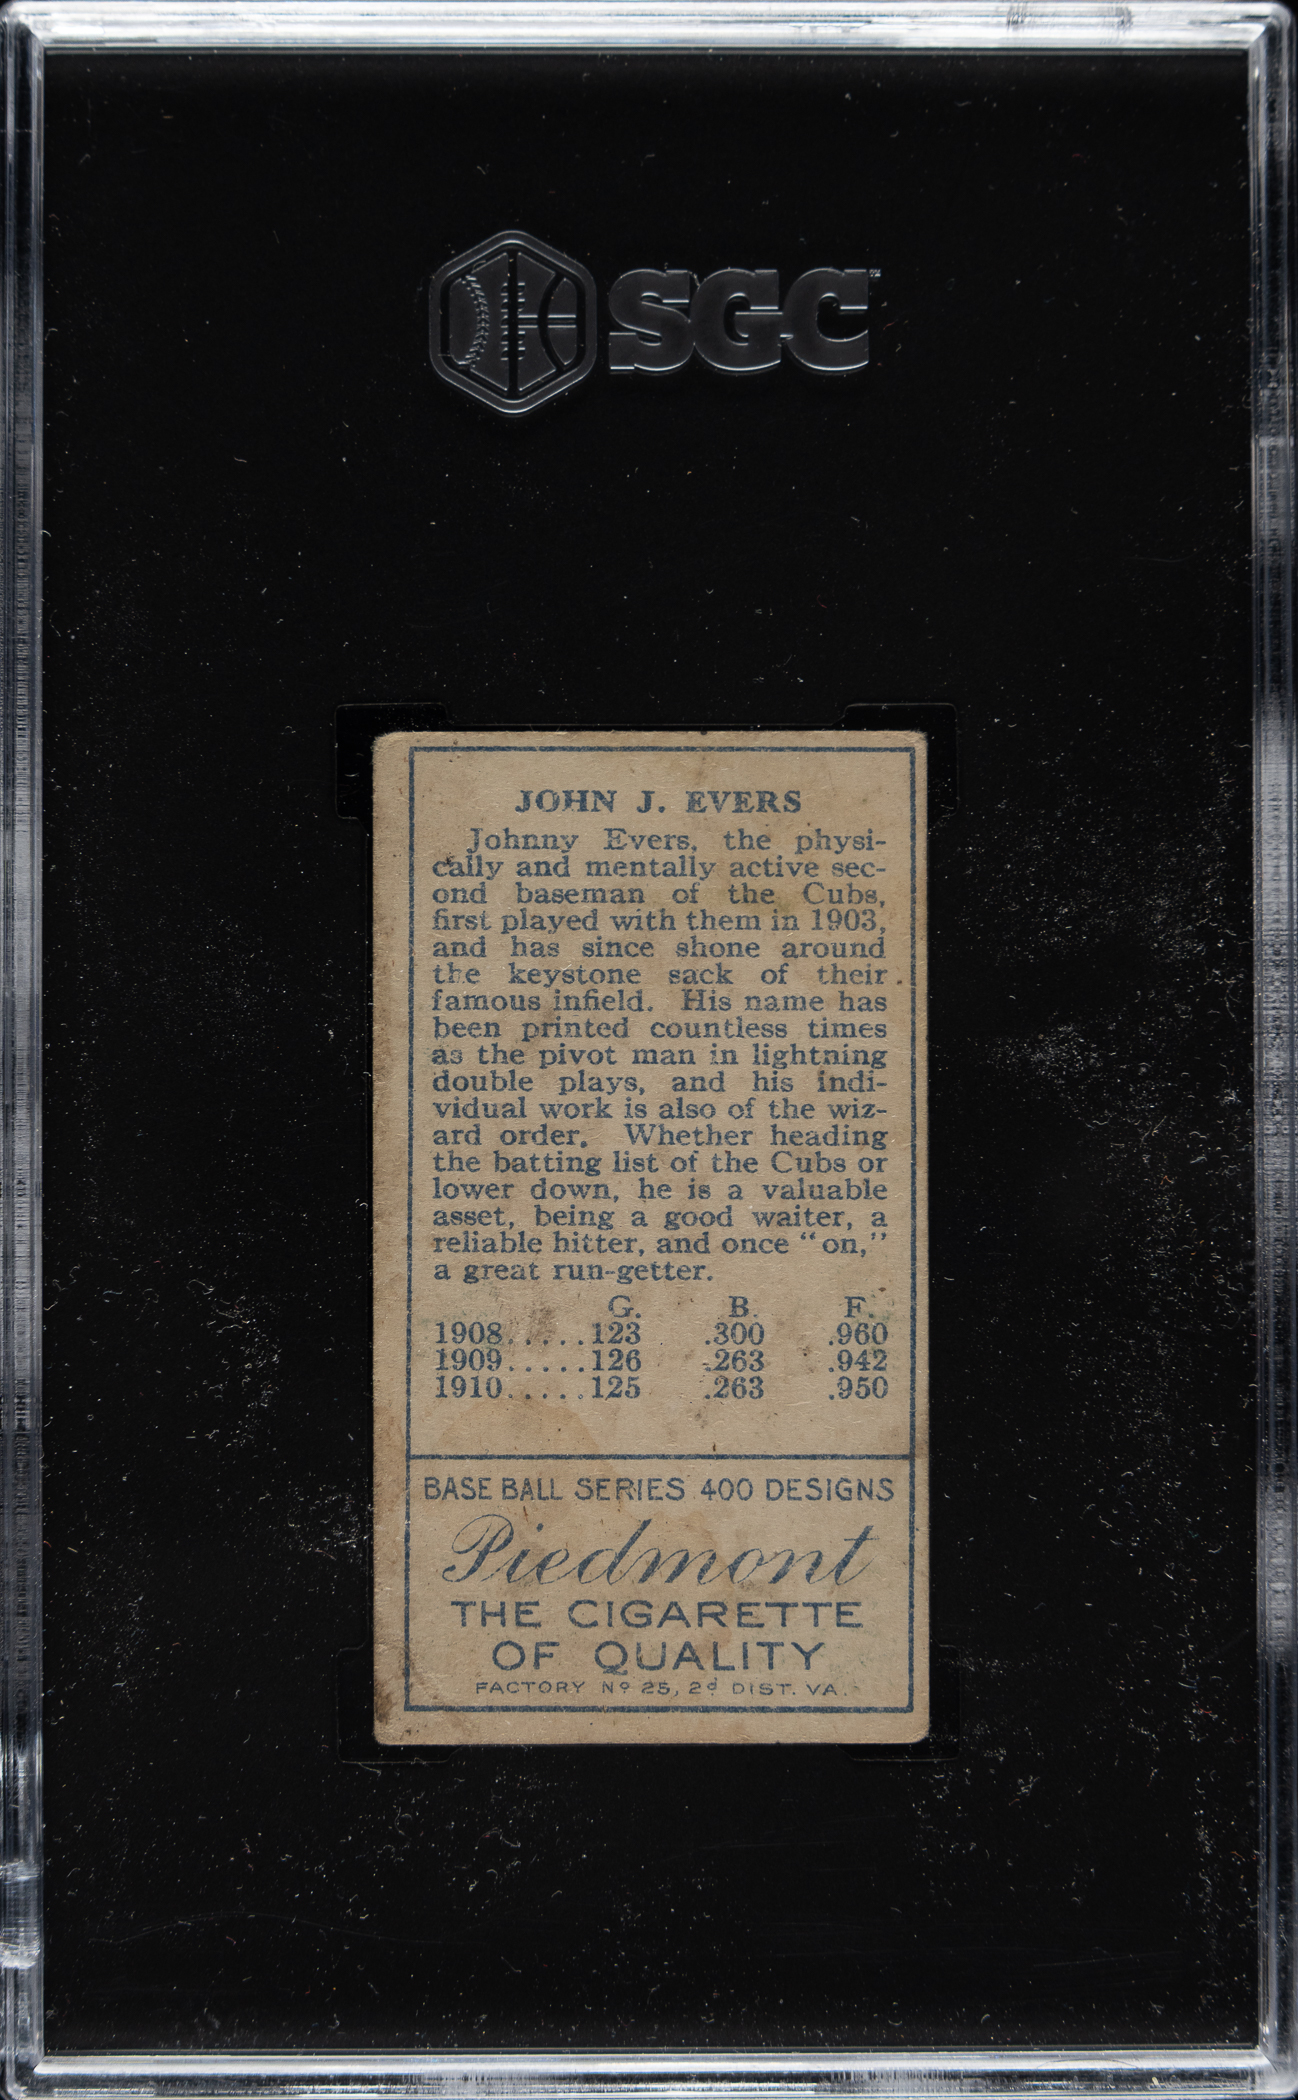 SGC™
JOHN J. EVERS
Johnny Evers, the physi-
cally and mentally active sec-
ond baseman of the Cubs,
first played with them in 1903,
and has since shone around
the keystone sack of their
famous infield. His name has
been printed countless times
as the pivot man in lightning
double plays, and his indi-
vidual work is also of the wiz-
ard order. Whether heading
the batting list of the Cubs or
lower down, he is a valuable
asset, being a good waiter, a
reliable hitter, and once “on,”
a great run-getter.
G. B. F.
1908.....123 .300 .960
1909.....126 .263 .942
1910.....125 .263 .950
BASE BALL SERIES 400 DESIGNS
Piedmont
THE CIGARETTE
OF QUALITY
FACTORY Nº 25, 2d DIST. VA.